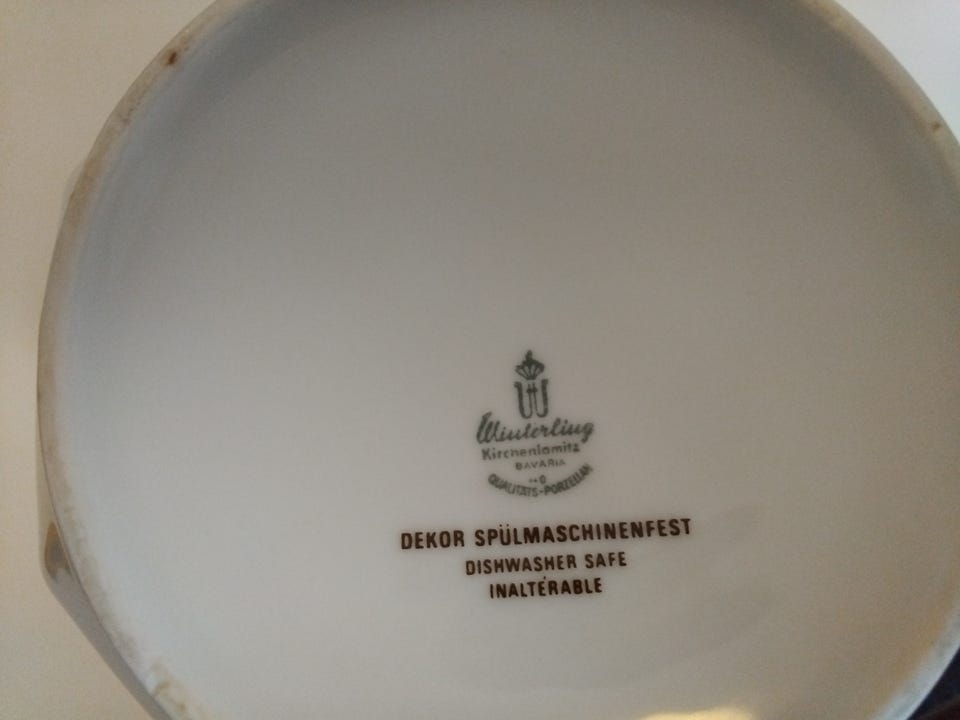 W
Winterling
Kirchenlamitz
BAVARIA
QUALITÄTS-PORZELLAN
DEKOR SPÜLMASCHINENFEST
DISHWASHER SAFE
INALTÉRABLE